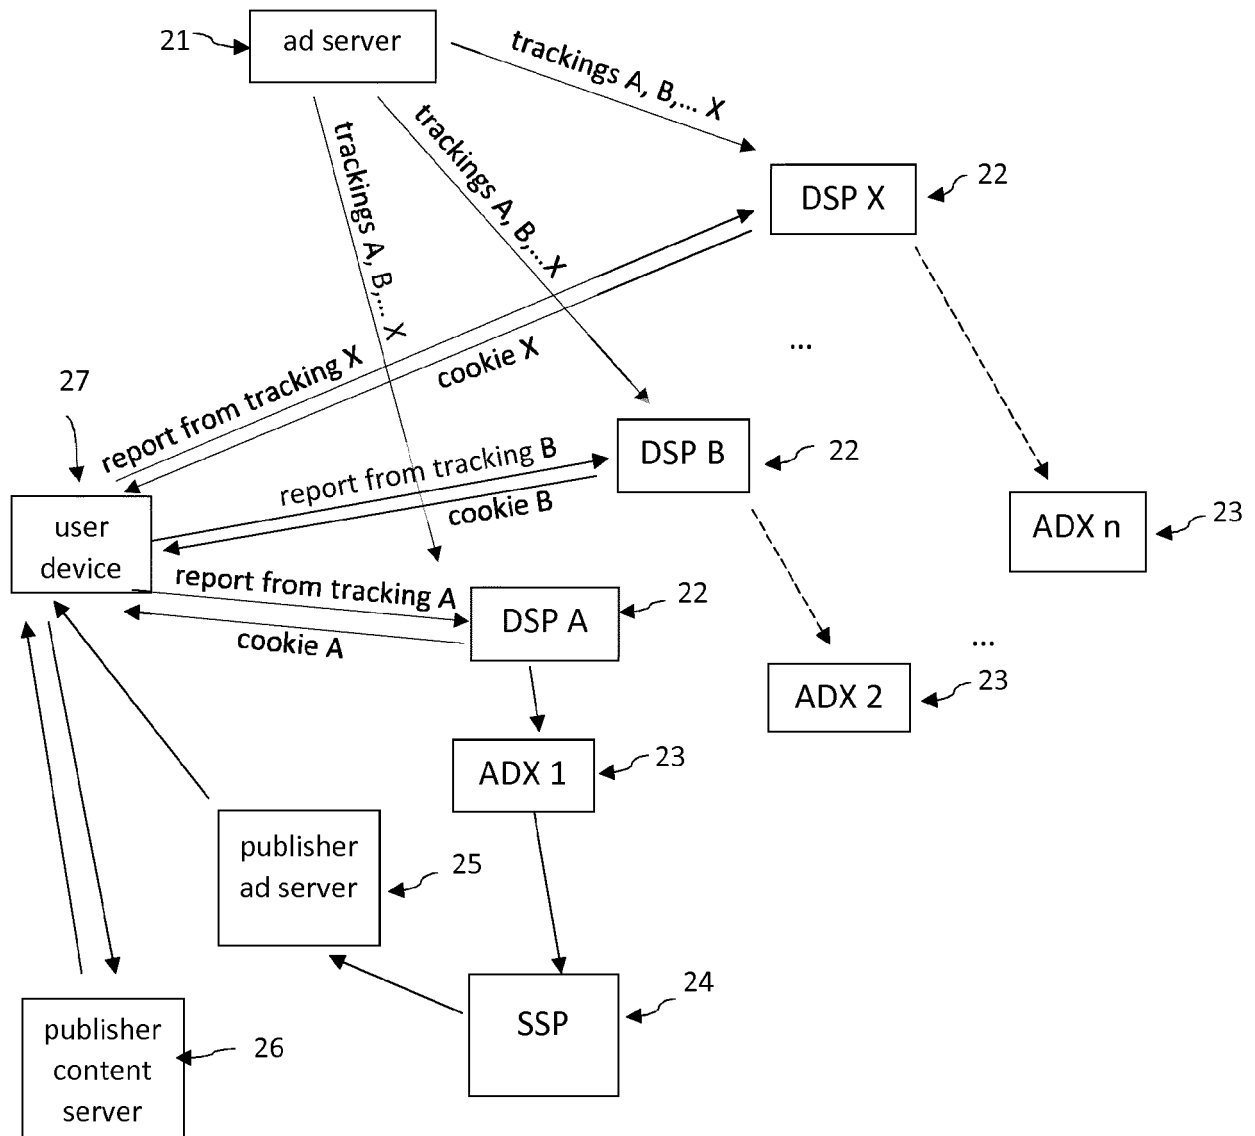 21
ad server
trackings A, B,... X
trackings A, B,...X
trackings A, B,... X
DSP X
22
...
report from tracking X
cookie X
27
DSP B
22
report from tracking B
cookie B
ADX n
23
user
device
report from tracking A
cookie A
DSP A
22
...
ADX 2
23
ADX 1
23
publisher
ad server
25
SSP
24
publisher
content
server
26